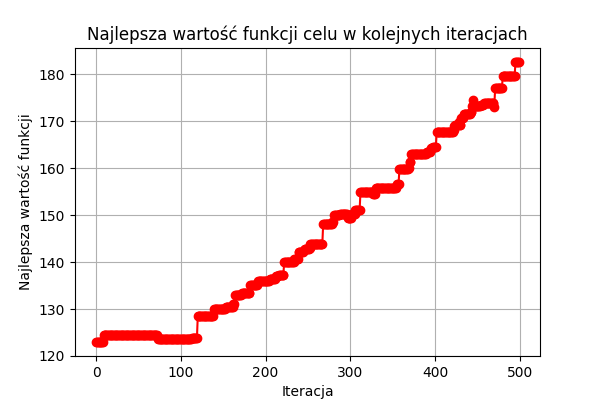 Najlepsza wartość funkcji celu w kolejnych iteracjach
Najlepsza wartość funkcji
180
170
160
150
140
130
120
0 100 200 300 400 500
Iteracja